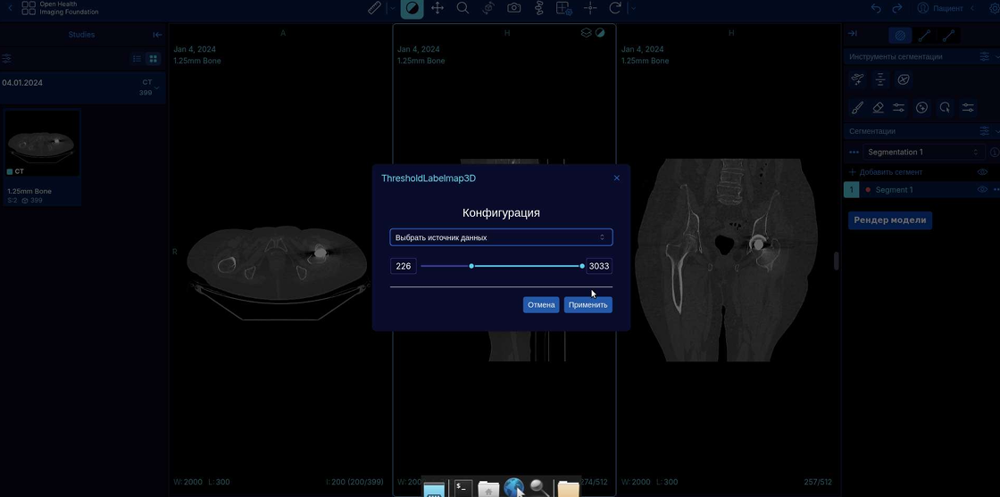 Open Health
Imaging Foundation
Пациент
Studies
04.01.2024
CT
399
CT
1.25mm Bone
S:2 399
A
Jan 4, 2024
1.25mm Bone
R
W:2000 L:300
I:200 (200/399)
H
Jan 4, 2024
1.25mm Bone
W:200
274/512
H
Jan 4, 2024
1.25mm Bone
W:2000 L:300
257/512
ThresholdLabelmap3D
Конфигурация
Выбрать источник данных
226
3033
Отмена
Применить
Инструменты сегментации
Сегментации
Segmentation 1
Добавить сегмент
1 Segment 1
Рендер модели